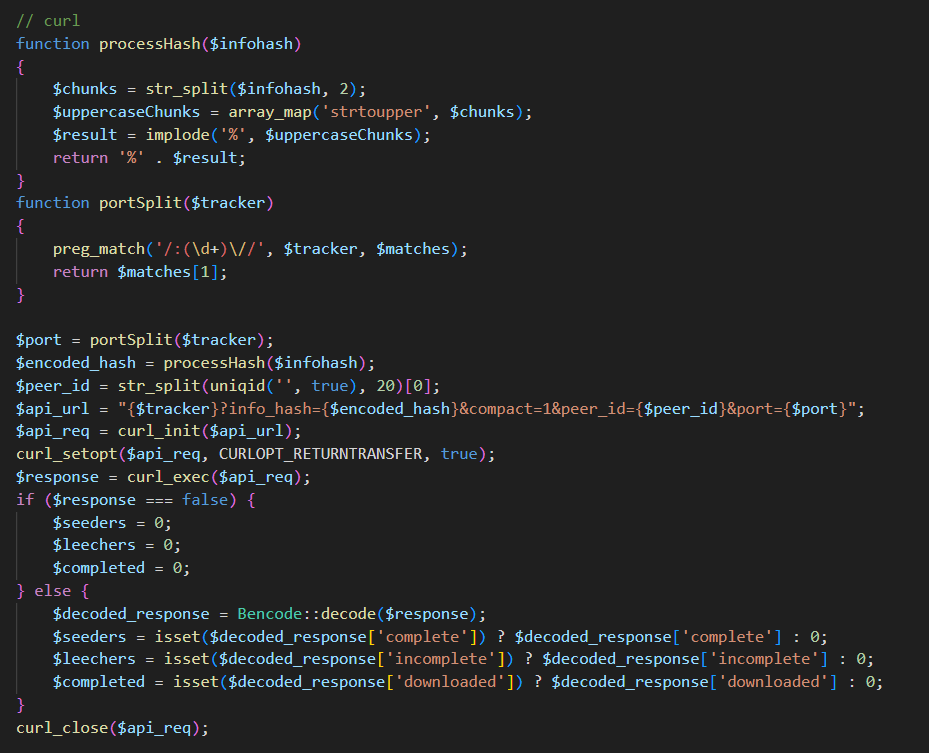 // curl
function processHash($infohash)
{
    $chunks = str_split($infohash, 2);
    $uppercaseChunks = array_map('strtoupper', $chunks);
    $result = implode('%', $uppercaseChunks);
    return '%' . $result;
}
function portSplit($tracker)
{
    preg_match('/:(\d+)\//', $tracker, $matches);
    return $matches[1];
}

$port = portSplit($tracker);
$encoded_hash = processHash($infohash);
$peer_id = str_split(uniqid('', true), 20)[0];
$api_url = "{$tracker}?info_hash={$encoded_hash}&compact=1&peer_id={$peer_id}&port={$port}";
$api_req = curl_init($api_url);
curl_setopt($api_req, CURLOPT_RETURNTRANSFER, true);
$response = curl_exec($api_req);
if ($response === false) {
    $seeders = 0;
    $leechers = 0;
    $completed = 0;
} else {
    $decoded_response = Bencode::decode($response);
    $seeders = isset($decoded_response['complete']) ? $decoded_response['complete'] : 0;
    $leechers = isset($decoded_response['incomplete']) ? $decoded_response['incomplete'] : 0;
    $completed = isset($decoded_response['downloaded']) ? $decoded_response['downloaded'] : 0;
}
curl_close($api_req);